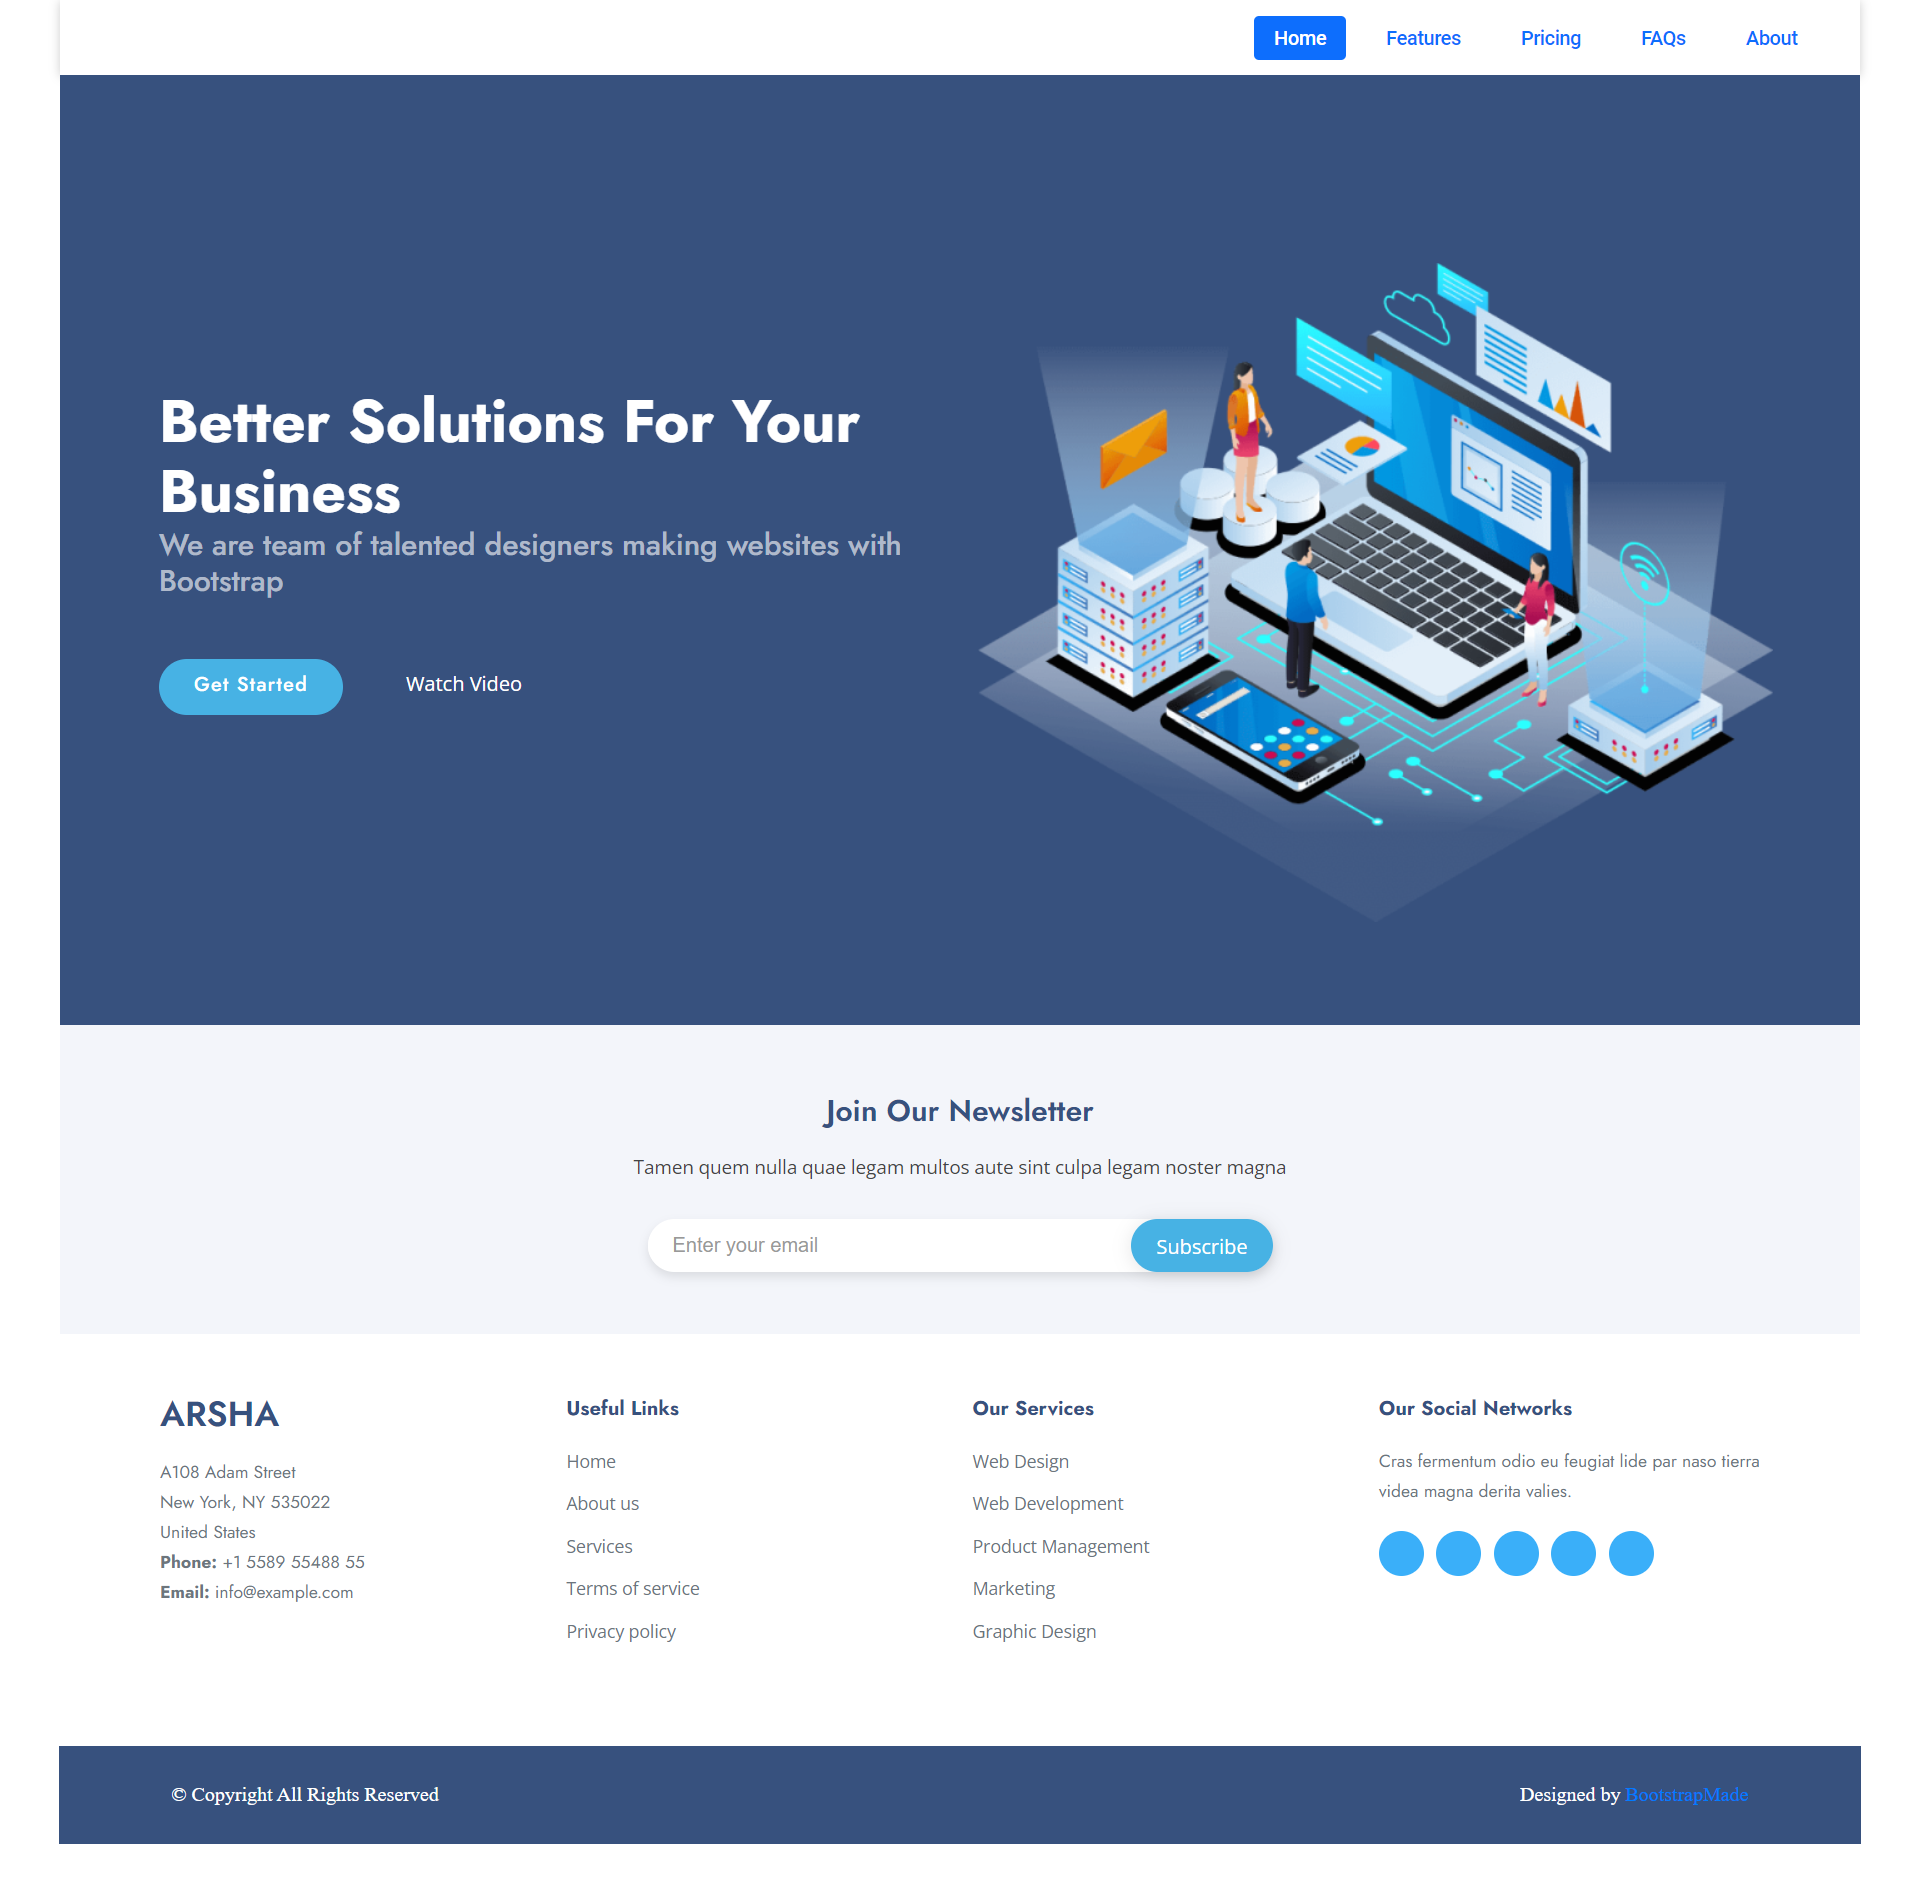 Home Features Pricing FAQs About
Better Solutions For Your
Business
We are team of talented designers making websites with
Bootstrap
Get Started Watch Video
Join Our Newsletter
Tamen quem nulla quae legam multos aute sint culpa legam noster magna
Enter your email Subscribe
ARSHA
A108 Adam Street
New York, NY 535022
United States
Phone: +1 5589 55488 55
Email: info@example.com
Useful Links
Home
About us
Services
Terms of service
Privacy policy
Our Services
Web Design
Web Development
Product Management
Marketing
Graphic Design
Our Social Networks
Cras fermentum odio eu feugiat lide par naso tierra
videa magna derita valies.
© Copyright All Rights Reserved
Designed by BootstrapMade